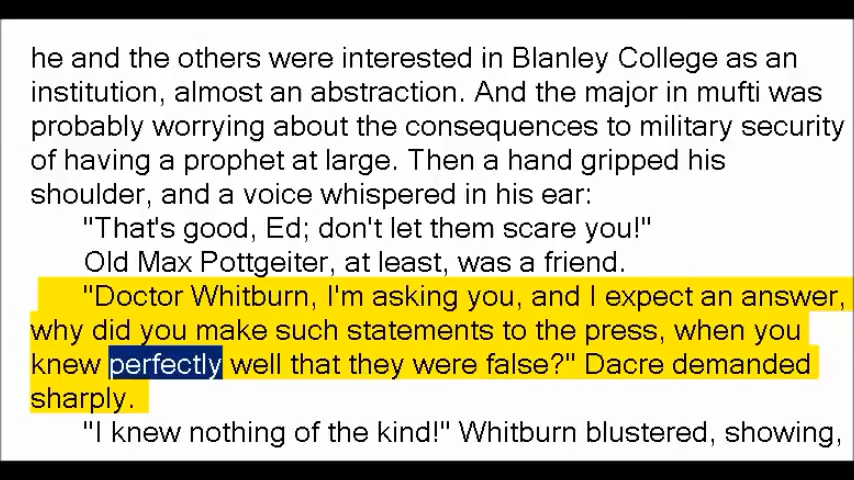 he and the others were interested in Blanley College as an
institution, almost an abstraction. And the major in mufti was
probably worrying about the consequences to military security
of having a prophet at large. Then a hand gripped his
shoulder, and a voice whispered in his ear:
"That's good, Ed; don't let them scare you!"
Old Max Pottgeiter, at least, was a friend.
"Doctor Whitburn, I'm asking you, and I expect an answer,
why did you make such statements to the press, when you
knew perfectly well that they were false?" Dacre demanded
sharply.
"I knew nothing of the kind!" Whitburn blustered, showing,